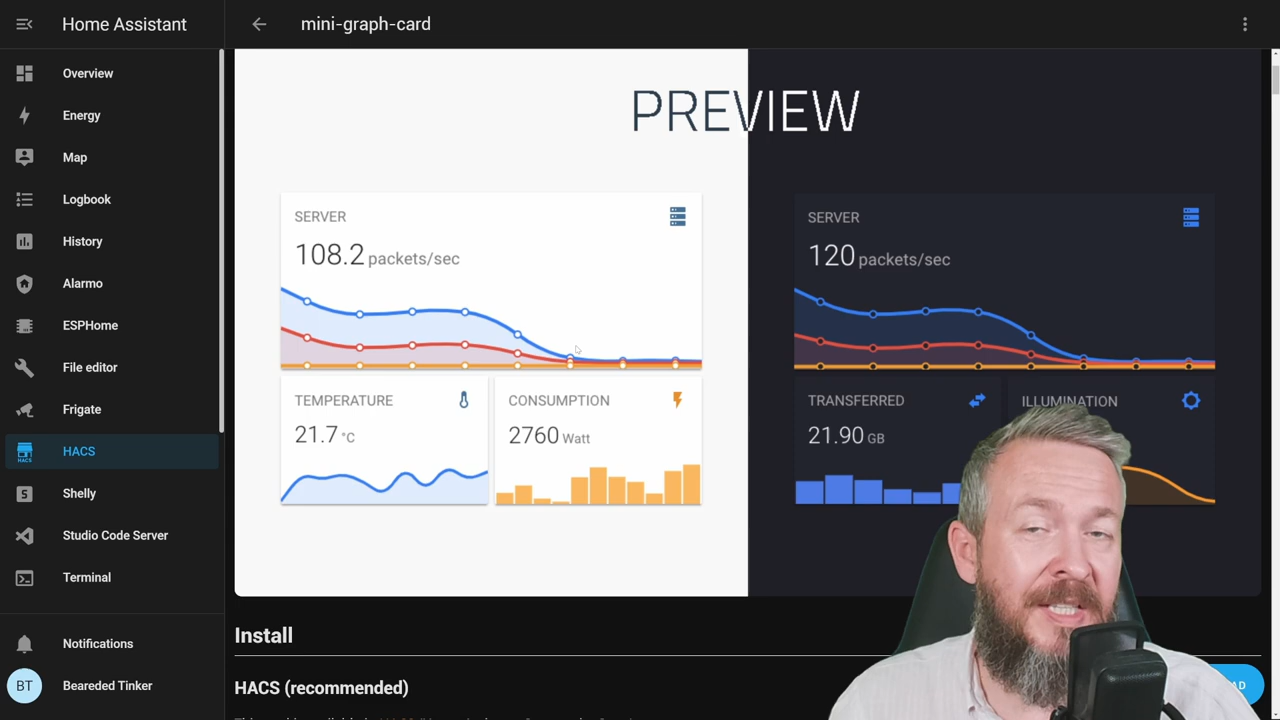 Home Assistant
mini-graph-card
Overview
Energy
Map
Logbook
History
Alarmo
ESPHome
File editor
Frigate
HACS
HACS
Shelly
Studio Code Server
Terminal
Notifications
BT
Beareded Tinker
PREVIEW
SERVER
108.2 packets/sec
TEMPERATURE
21.7 °C
CONSUMPTION
2760 Watt
SERVER
120 packets/sec
TRANSFERRED
21.90 GB
ILLUMINATION
Install
HACS (recommended)